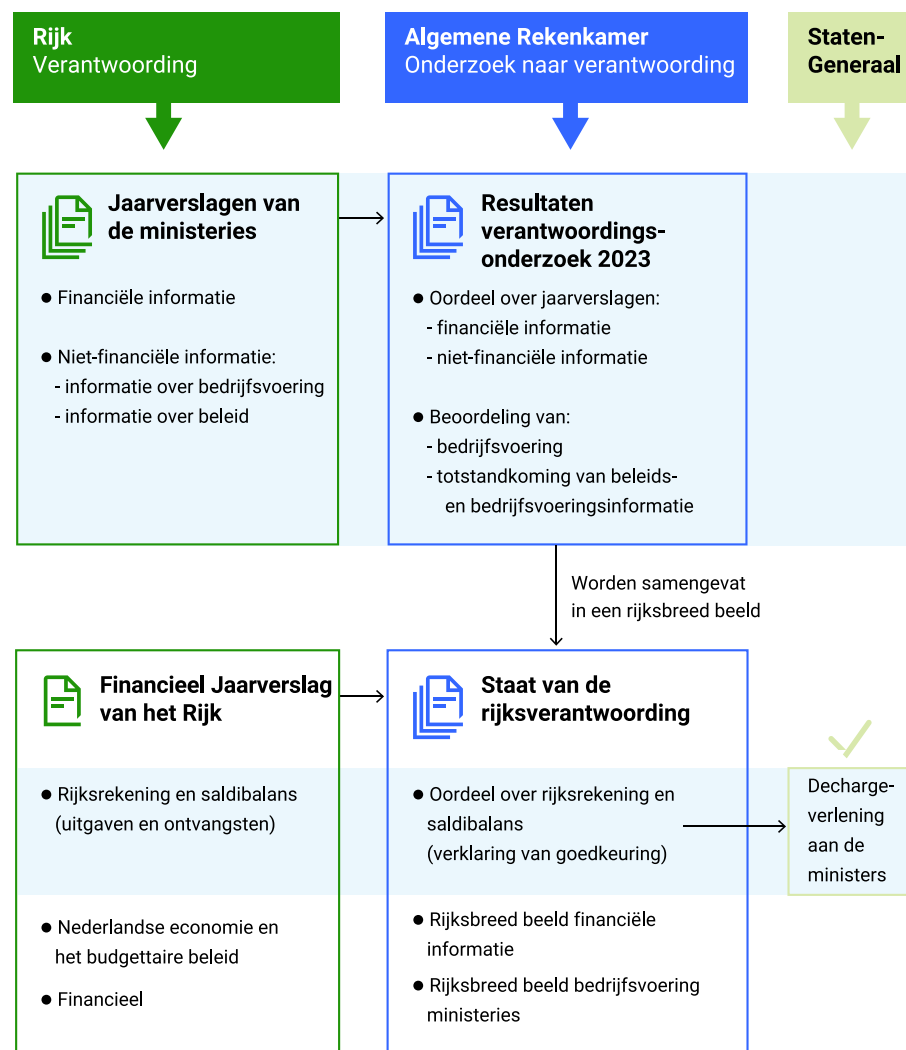 Rijk
Verantwoording
Algemene Rekenkamer
Onderzoek naar verantwoording
Staten-
Generaal
Jaarverslagen van
de ministeries
● Financiële informatie
● Niet-financiële informatie:
- informatie over bedrijfsvoering
- informatie over beleid
Resultaten
verantwoordings-
onderzoek 2023
● Oordeel over jaarverslagen:
- financiële informatie
- niet-financiële informatie
● Beoordeling van:
- bedrijfsvoering
- totstandkoming van beleids-
en bedrijfsvoeringsinformatie
Worden samengevat
in een rijksbreed beeld
Financieel Jaarverslag
van het Rijk
● Rijksrekening en saldibalans
(uitgaven en ontvangsten)
● Nederlandse economie en
het budgettaire beleid
● Financieel
Staat van de
rijksverantwoording
● Oordeel over rijksrekening en
saldibalans
(verklaring van goedkeuring)
● Rijksbreed beeld financiële
informatie
● Rijksbreed beeld bedrijfsvoering
ministeries
Decharge-
verlening
aan de
ministers